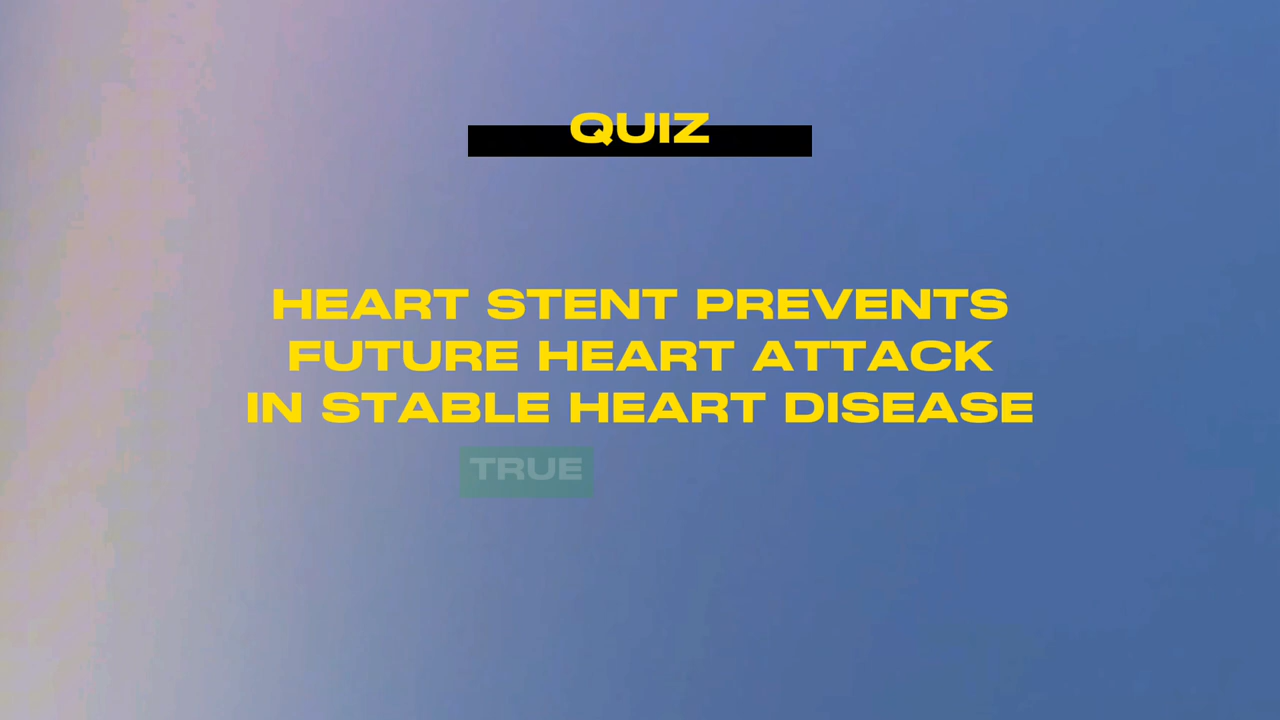 QUIZ
HEART STENT PREVENTS
FUTURE HEART ATTACK
IN STABLE HEART DISEASE
TRUE